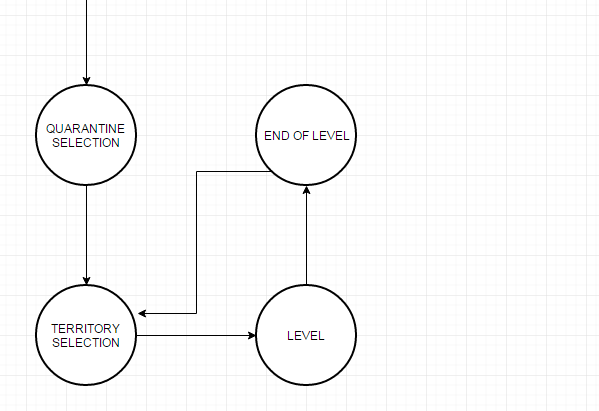 QUARANTINE
SELECTION
END OF LEVEL
TERRITORY
SELECTION
LEVEL